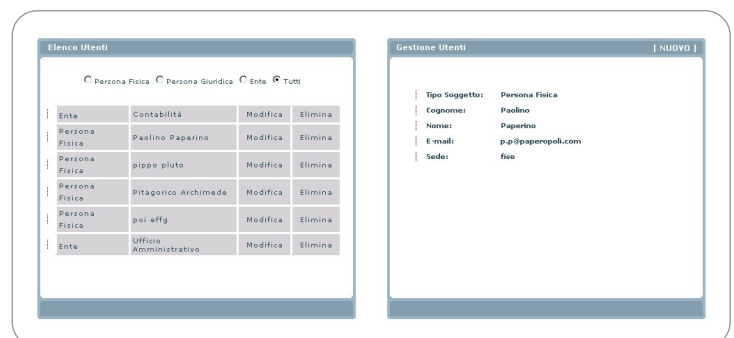 Elenco Utenti
Persona Fisica Persona Giuridica Ente Tutti
Ente Contabilità Modifica Elimina
Persona Fisica Paolino Paperino Modifica Elimina
Persona Fisica pippo pluto Modifica Elimina
Persona Fisica Pitagorico Archimede Modifica Elimina
Persona Fisica poi effg Modifica Elimina
Ente Ufficio Amministrativo Modifica Elimina
Gestione Utenti | NUOVO |
Tipo Soggetto: Persona Fisica
Cognome: Paolino
Nome: Paperino
E-mail: p.p@paperopoli.com
Sede: fise